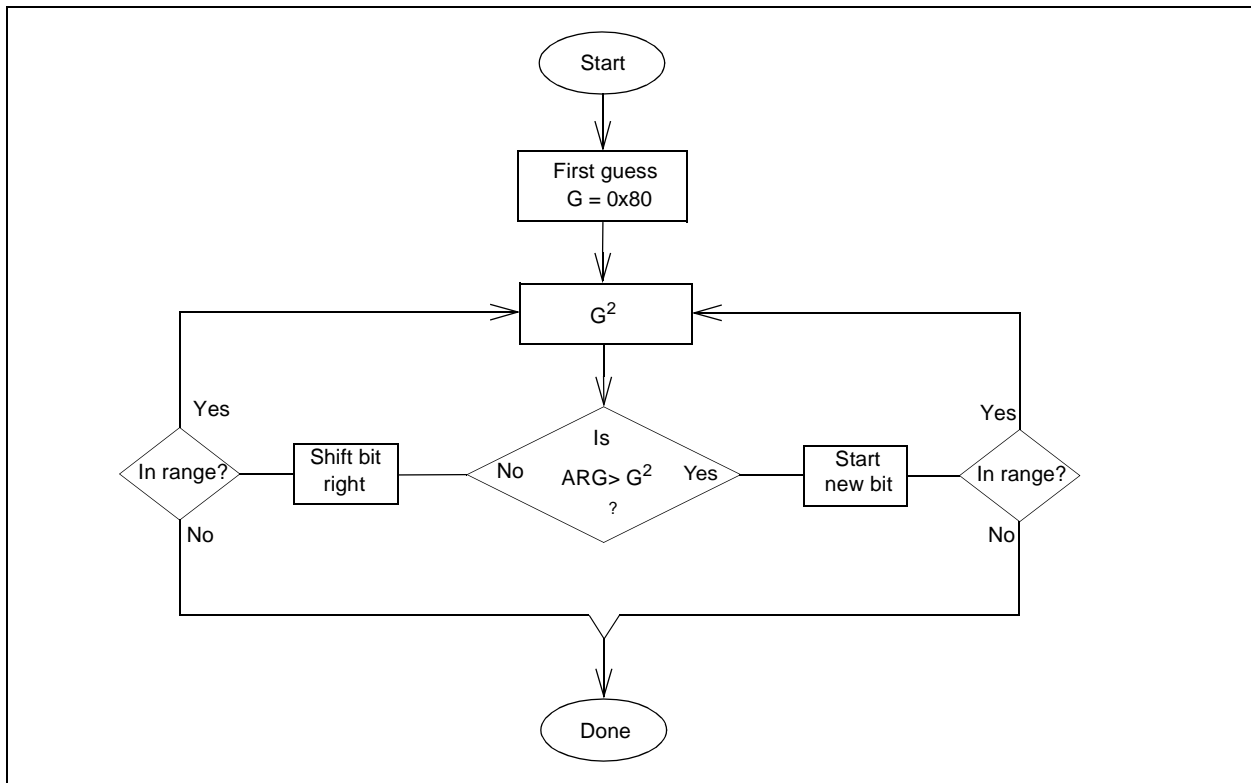 Start
First guess
G = 0x80
G²
Yes
In range?
No
Shift bit
right
No
Is
ARG> G²
?
Yes
Start
new bit
Yes
In range?
No
Done